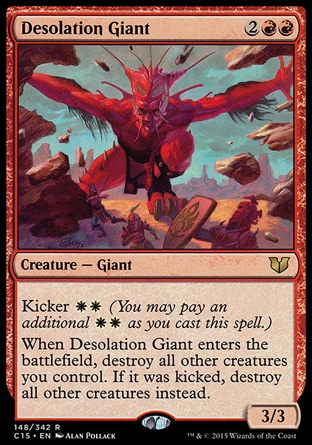 Desolation Giant 2
Creature — Giant
Kicker (You may pay an
additional as you cast this spell.)
When Desolation Giant enters the
battlefield, destroy all other creatures
you control. If it was kicked, destroy
all other creatures instead.
3/3
148/342 R
C15 • EN Alan Pollack
™ & © 2015 Wizards of the Coast